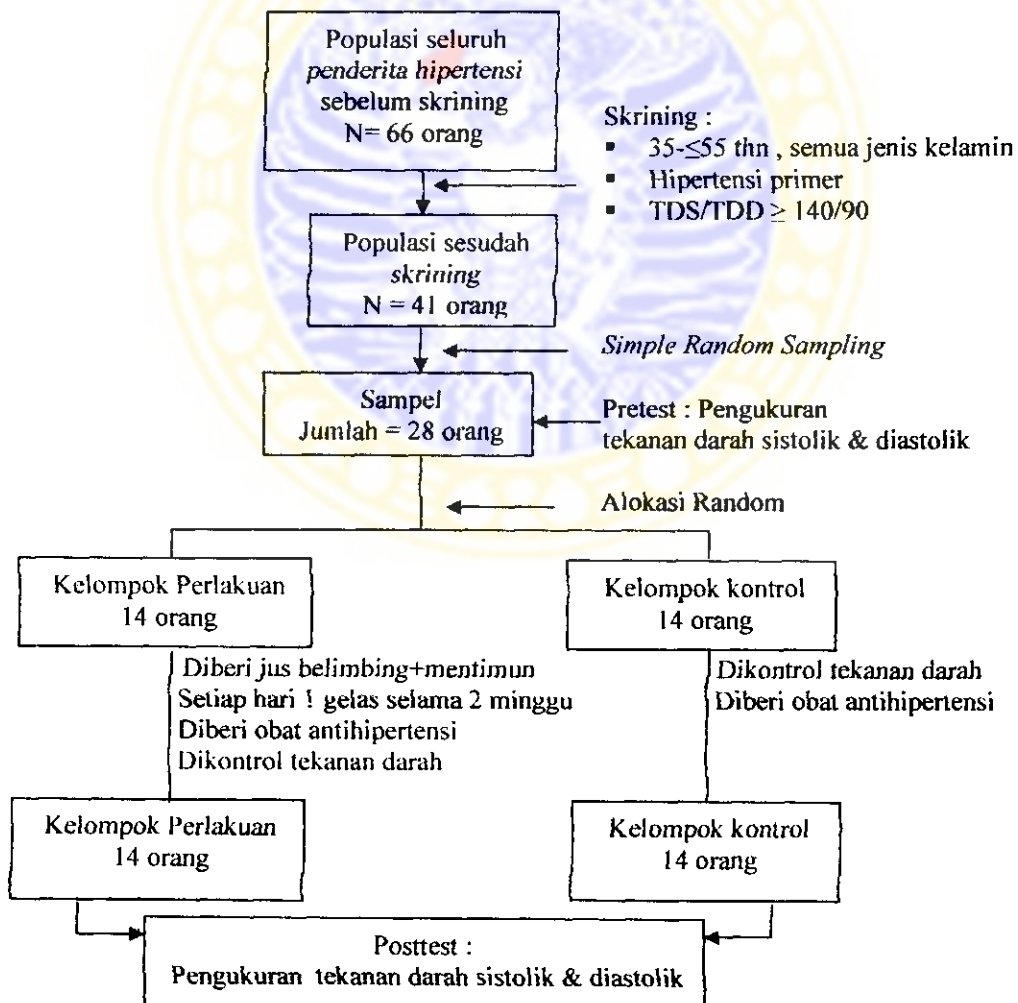 Populasi seluruh
penderita hipertensi
sebelum skrining
N= 66 orang
Skrining :
▪ 35-≤55 thn , semua jenis kelamin
▪ Hipertensi primer
▪ TDS/TDD ≥ 140/90
Populasi sesudah
skrining
N = 41 orang
Simple Random Sampling
Sampel
Jumlah = 28 orang
Pretest : Pengukuran
tekanan darah sistolik & diastolik
Alokasi Random
Kelompok Perlakuan
14 orang
Kelompok kontrol
14 orang
Diberi jus belimbing+mentimun
Setiap hari 1 gelas selama 2 minggu
Diberi obat antihipertensi
Dikontrol tekanan darah
Dikontrol tekanan darah
Diberi obat antihipertensi
Kelompok Perlakuan
14 orang
Kelompok kontrol
14 orang
Posttest :
Pengukuran tekanan darah sistolik & diastolik